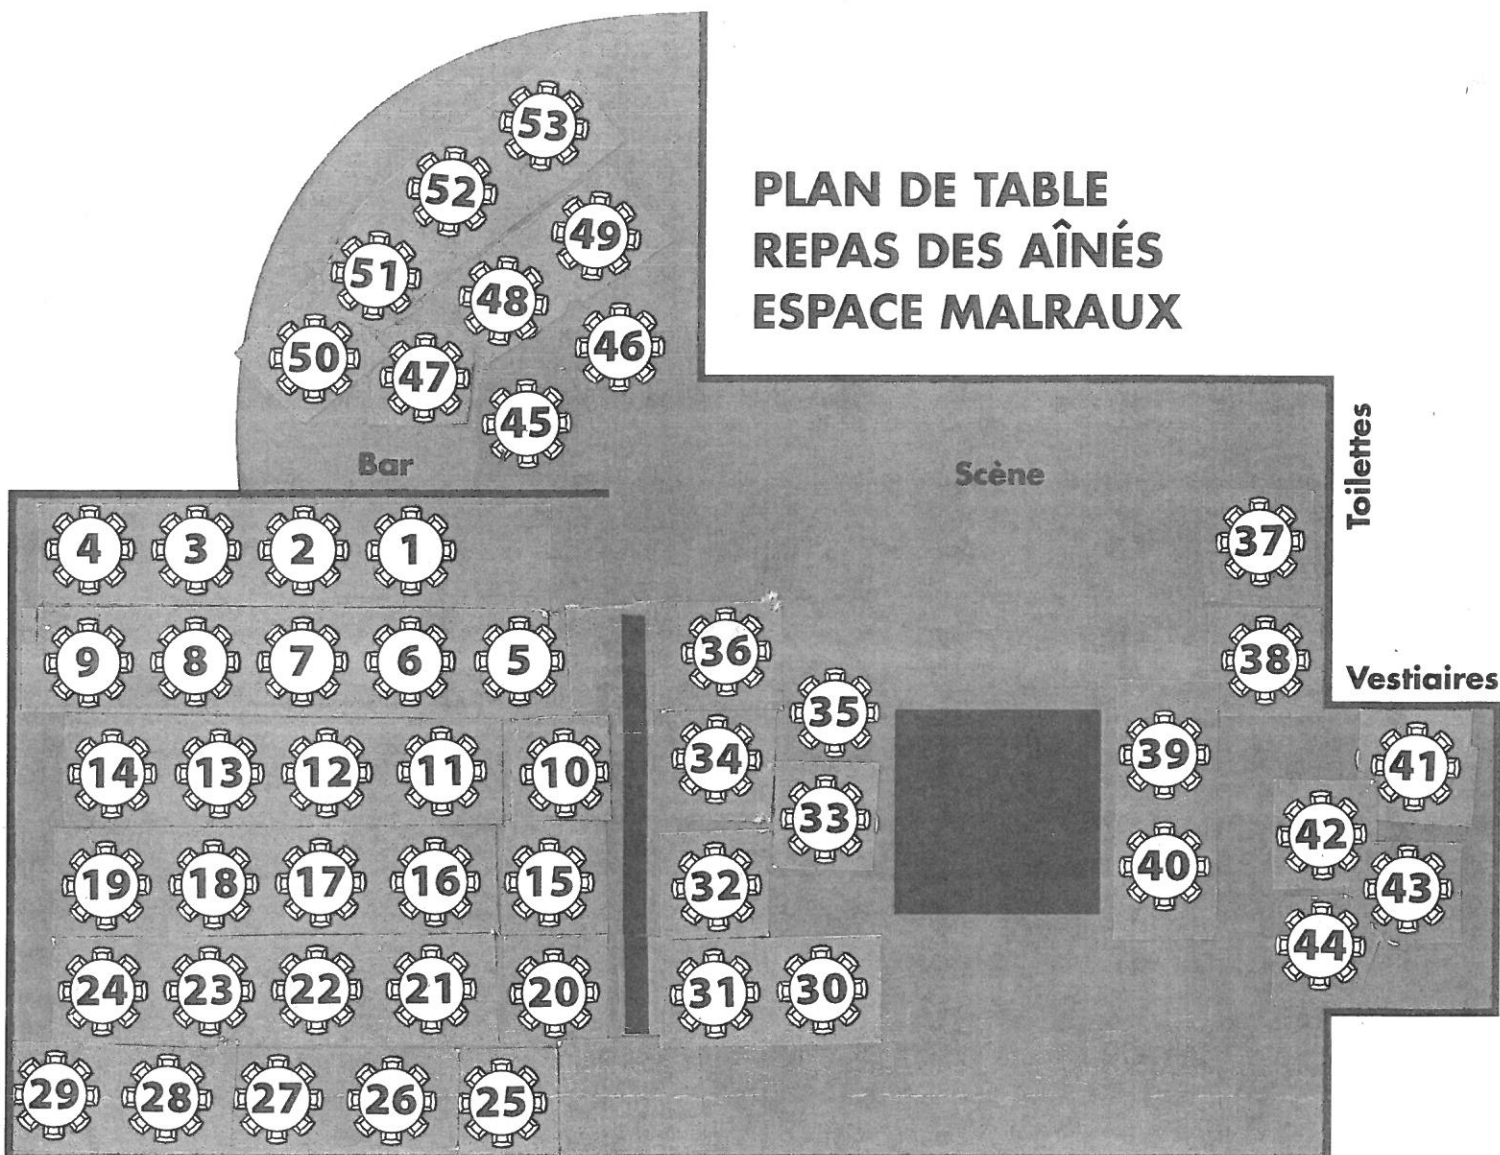 53
52
49
51
48
46
50
47
45
PLAN DE TABLE
REPAS DES AÎNÉS
ESPACE MALRAUX
Bar
Scène
Toilettes
4 3 2 1
37
9 8 7 6 5
36
38
Vestiaires
35
14 13 12 11 10
34
39
41
33
42
19 18 17 16 15
32
40
43
44
24 23 22 21 20
31 30
29 28 27 26 25